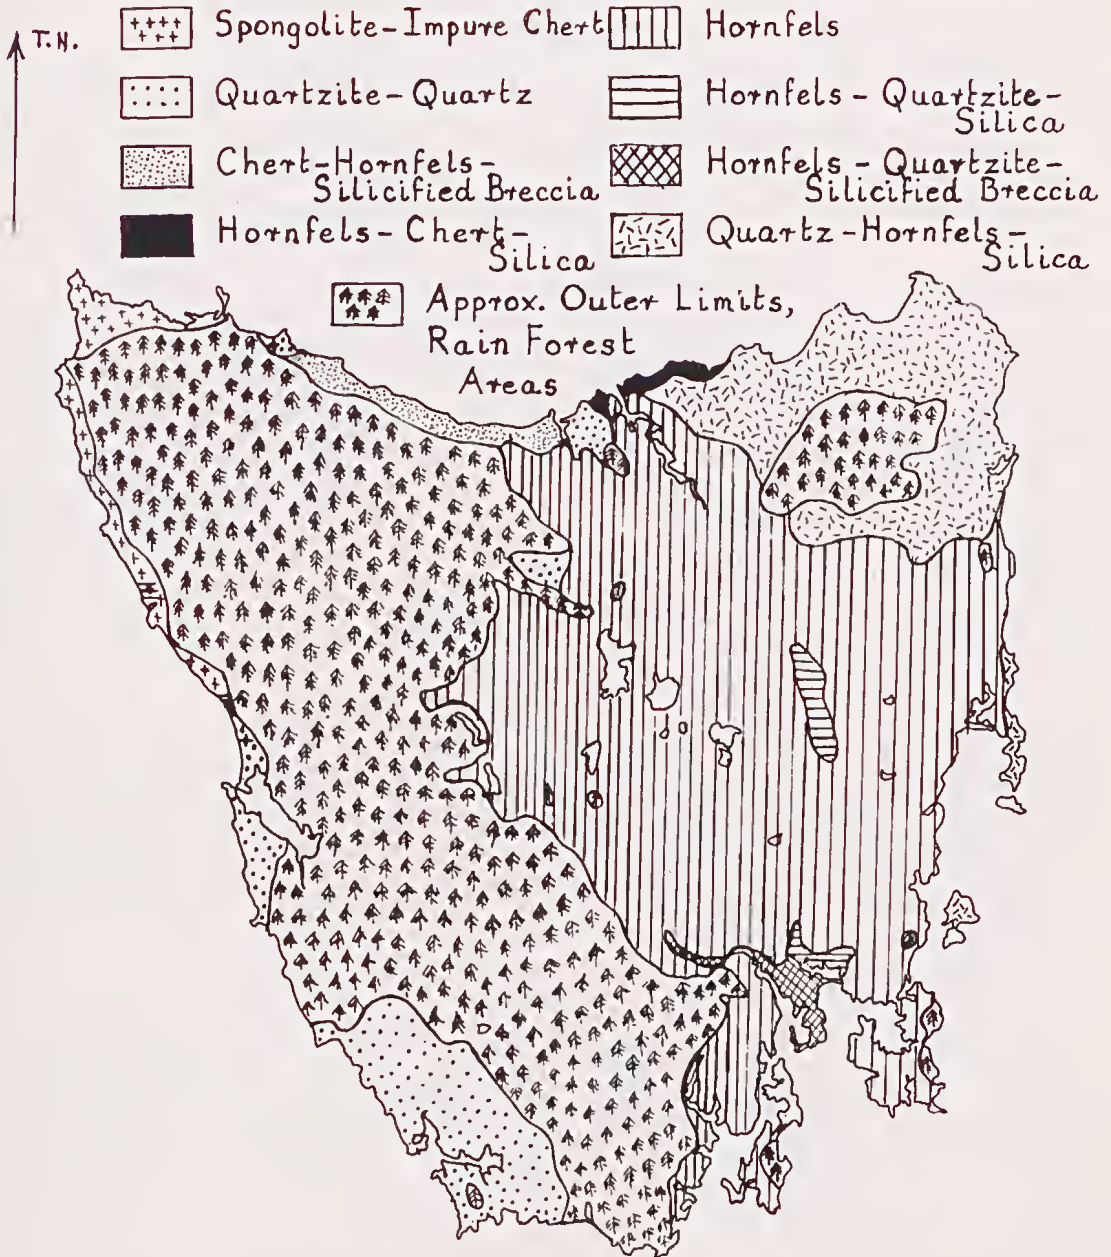 T.N.
Spongolite-Impure Chert
Quartzite-Quartz
Chert-Hornfels-
Silicified Breccia
Hornfels-Chert-
Silica
Hornfels
Hornfels-Quartzite-
Silica
Hornfels-Quartzite-
Silicified Breccia
Quartz-Hornfels-
Silica
Approx. Outer Limits,
Rain Forest
Areas